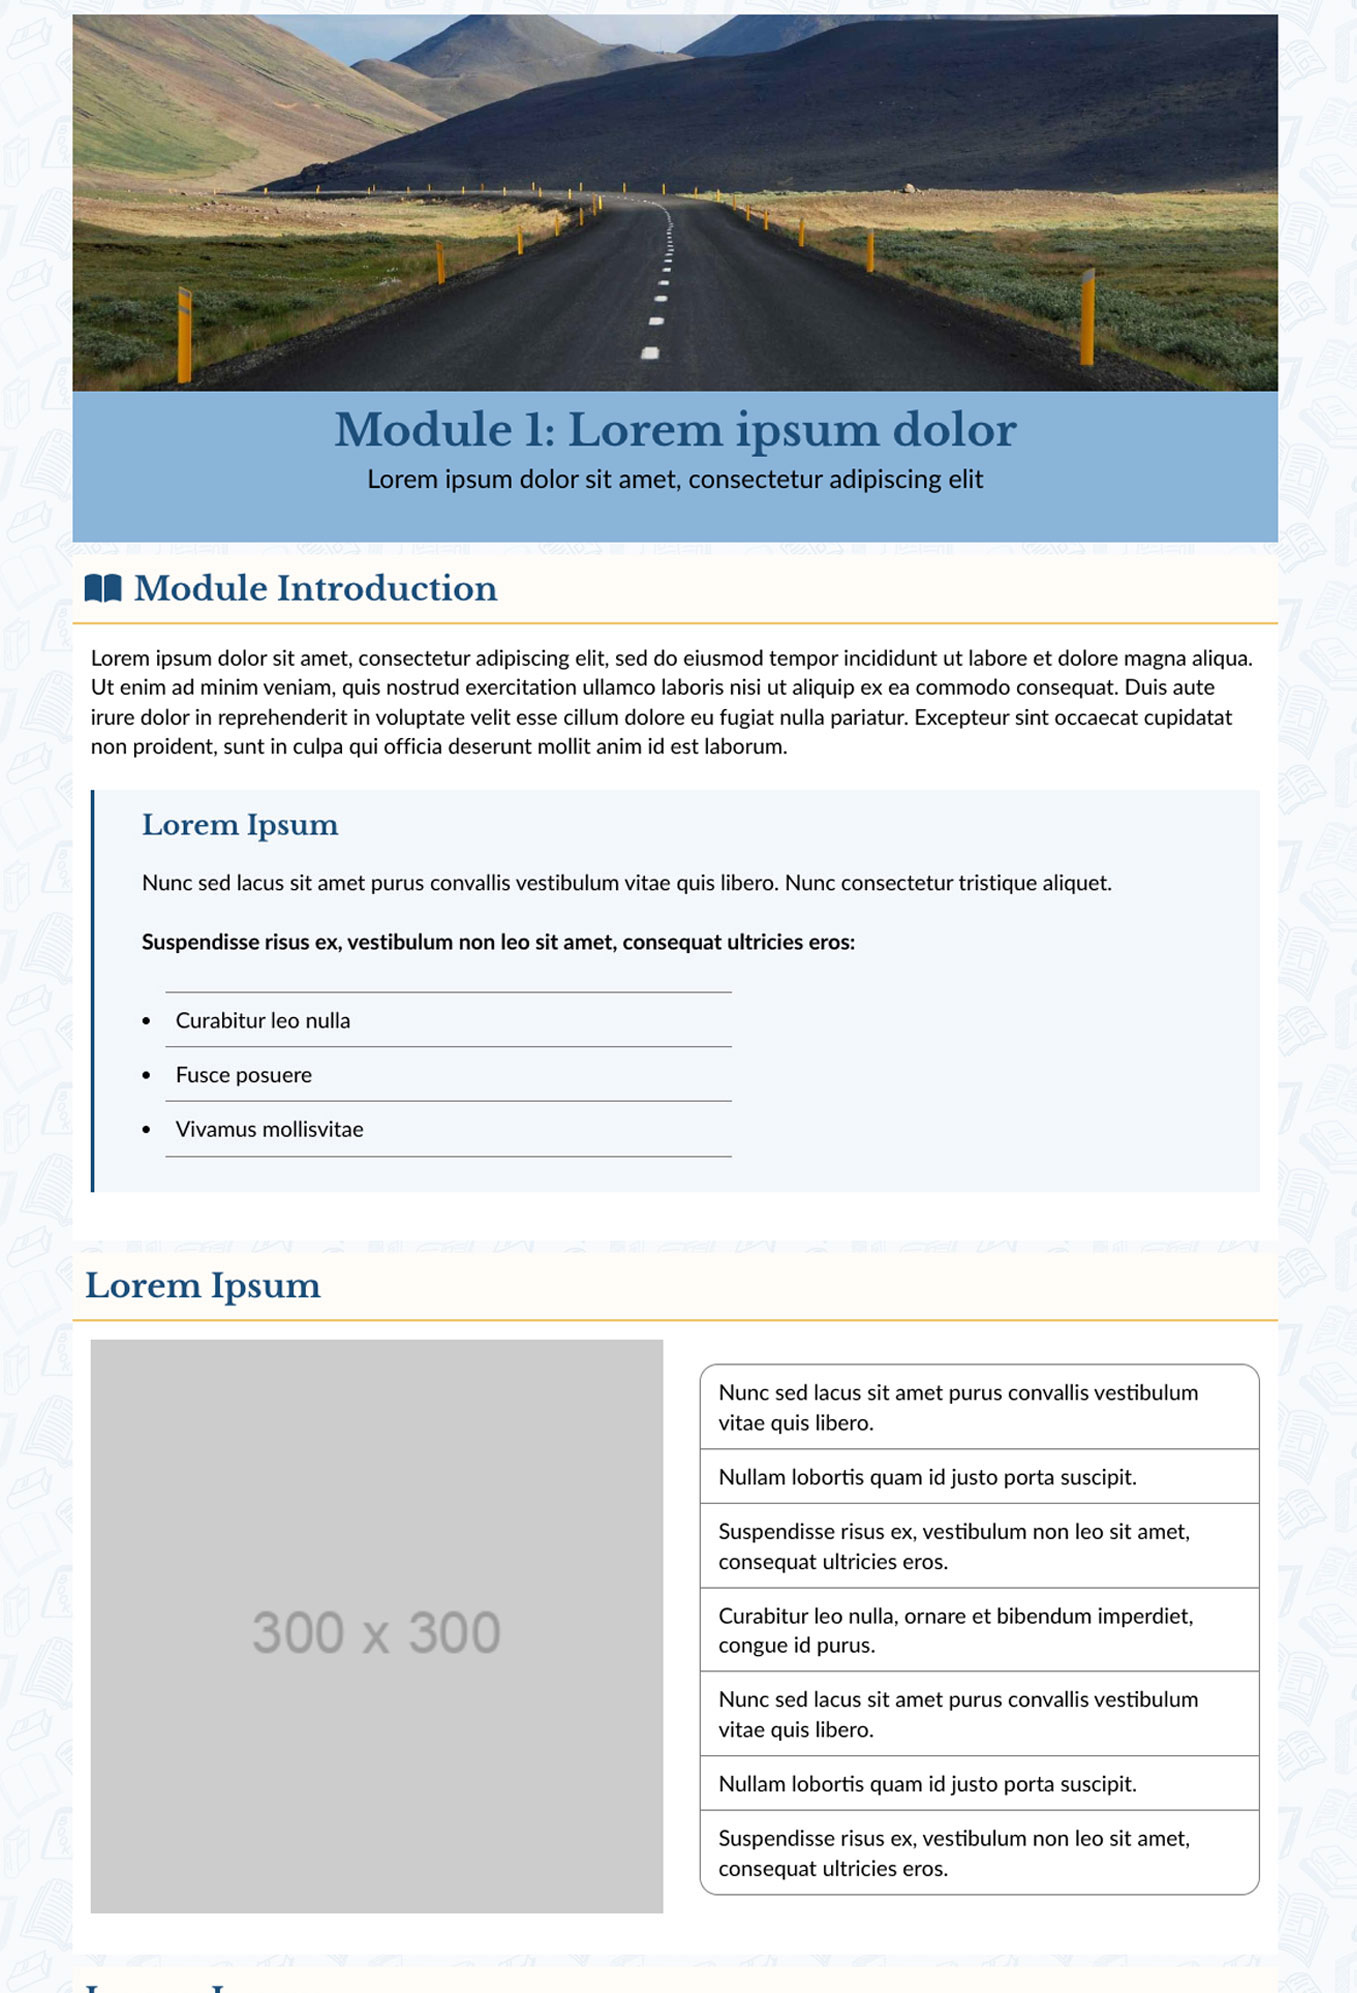 Module 1: Lorem ipsum dolor
Lorem ipsum dolor sit amet, consectetur adipiscing elit
Module Introduction
Lorem ipsum dolor sit amet, consectetur adipiscing elit, sed do eiusmod tempor incididunt ut labore et dolore magna aliqua.
Ut enim ad minim veniam, quis nostrud exercitation ullamco laboris nisi ut aliquip ex ea commodo consequat. Duis aute
irure dolor in reprehenderit in voluptate velit esse cillum dolore eu fugiat nulla pariatur. Excepteur sint occaecat cupidatat
non proident, sunt in culpa qui officia deserunt mollit anim id est laborum.
Lorem Ipsum
Nunc sed lacus sit amet purus convallis vestibulum vitae quis libero. Nunc consectetur tristique aliquet.
Suspendisse risus ex, vestibulum non leo sit amet, consequat ultricies eros:
• Curabitur leo nulla
• Fusce posuere
• Vivamus mollisvitae
Lorem Ipsum
300 x 300
Nunc sed lacus sit amet purus convallis vestibulum
vitae quis libero.
Nullam lobortis quam id justo porta suscipit.
Suspendisse risus ex, vestibulum non leo sit amet,
consequat ultricies eros.
Curabitur leo nulla, ornare et bibendum imperdiet,
congue id purus.
Nunc sed lacus sit amet purus convallis vestibulum
vitae quis libero.
Nullam lobortis quam id justo porta suscipit.
Suspendisse risus ex, vestibulum non leo sit amet,
consequat ultricies eros.